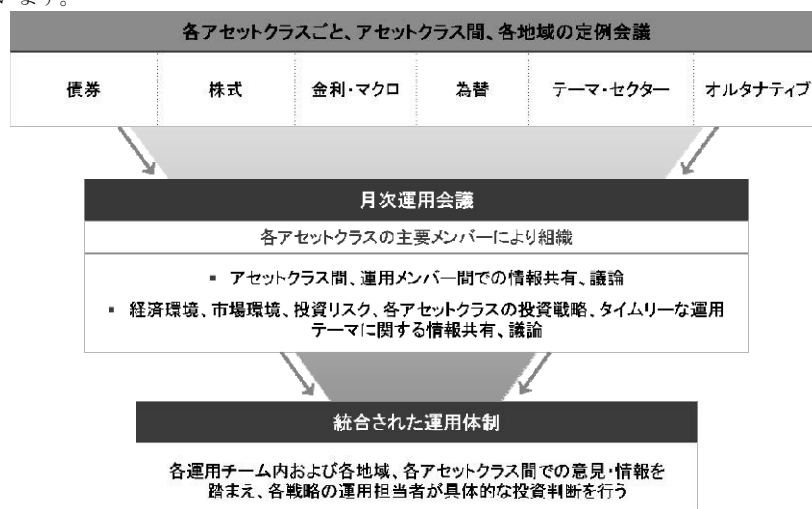 ます。
各アセットクラスごと、アセットクラス間、各地域の定例会議
債券 株式 金利・マクロ 為替 テーマ・セクター オルタナティブ
月次運用会議
各アセットクラスの主要メンバーにより組織
▪ アセットクラス間、運用メンバー間での情報共有、議論
▪ 経済環境、市場環境、投資リスク、各アセットクラスの投資戦略、タイムリーな運用
テーマに関する情報共有、議論
統合された運用体制
各運用チーム内および各地域、各アセットクラス間での意見・情報を
踏まえ、各戦略の運用担当者が具体的な投資判断を行う